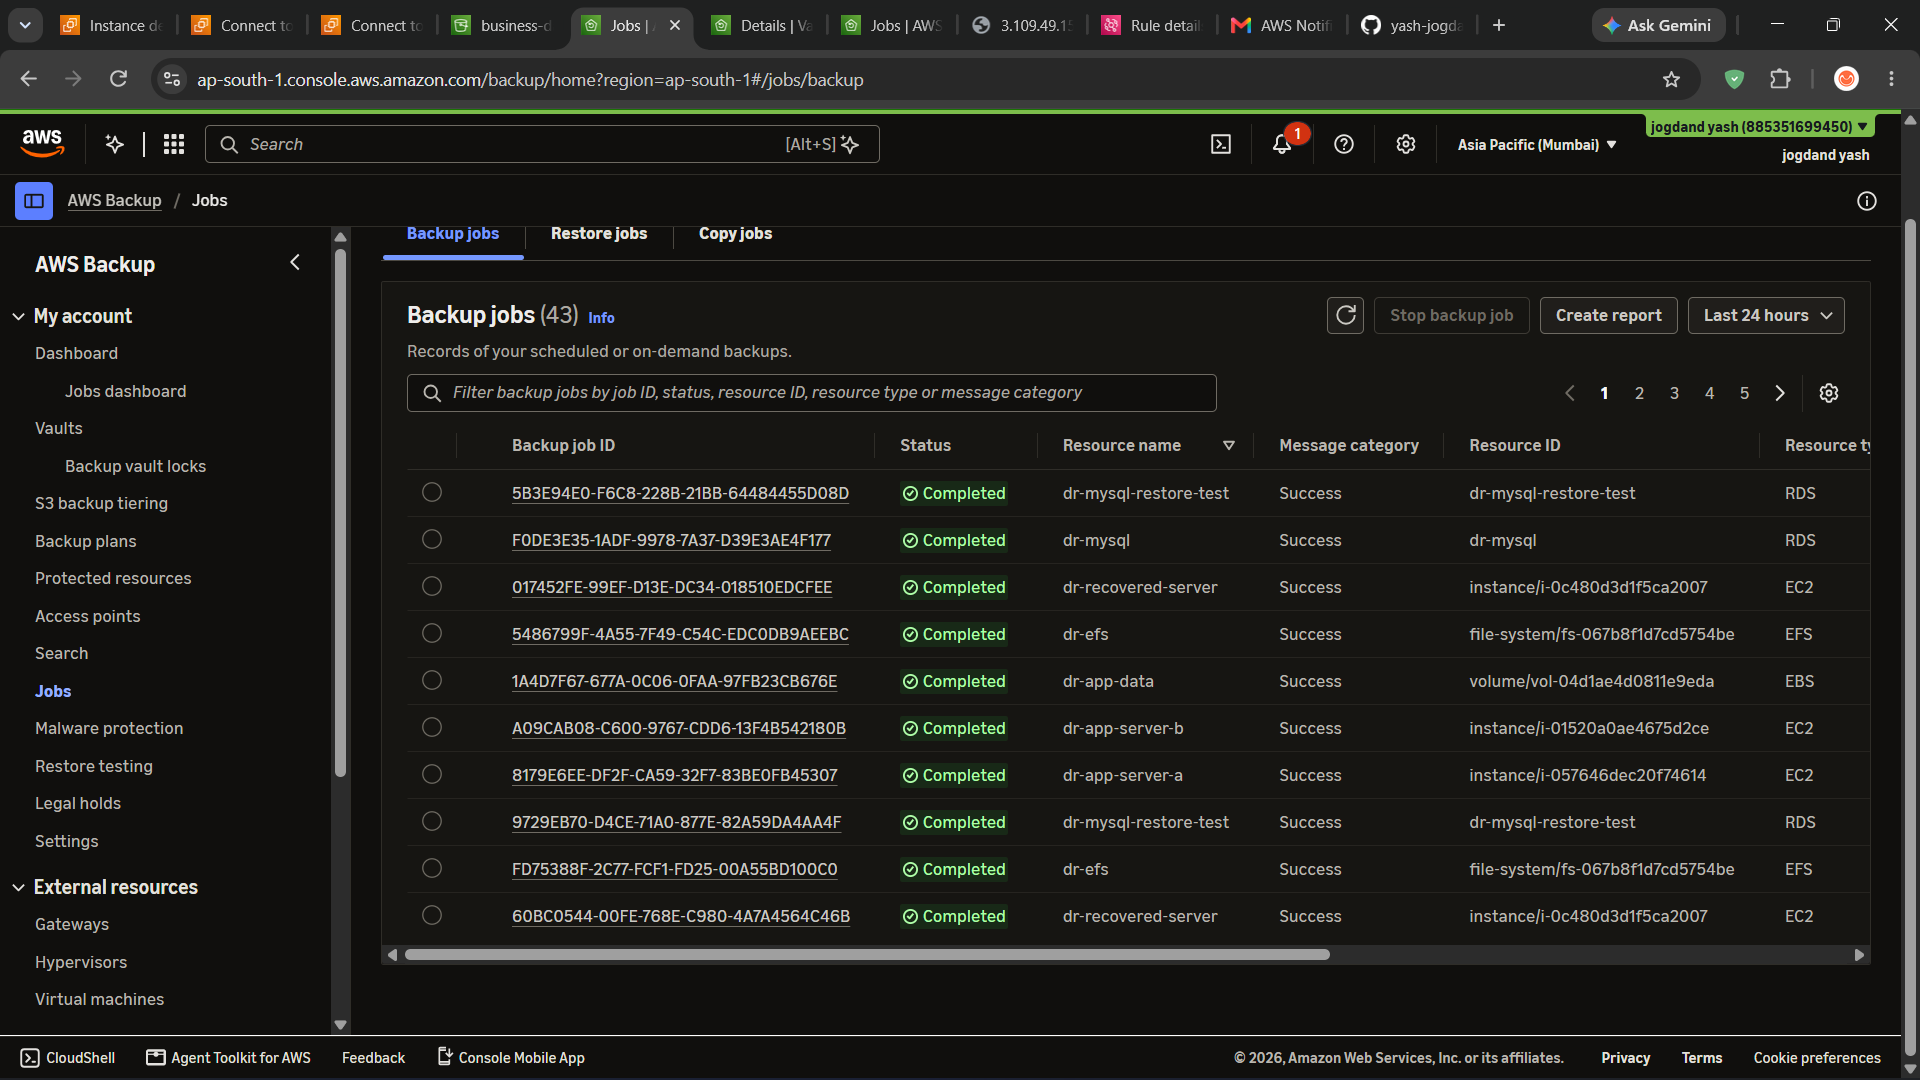 Instance de
Connect to
Connect to
business-d
Jobs | A
Details | Va
Jobs | AWS
3.109.49.15
Rule detail
AWS Notifi
yash-jogda
Ask Gemini
ap-south-1.console.aws.amazon.com/backup/home?region=ap-south-1#/jobs/backup
aws
Search
[Alt+S]
1
Asia Pacific (Mumbai)
jogdand yash (885351699450)
jogdand yash
AWS Backup / Jobs
AWS Backup
My account
Dashboard
Jobs dashboard
Vaults
Backup vault locks
S3 backup tiering
Backup plans
Protected resources
Access points
Search
Jobs
Malware protection
Restore testing
Legal holds
Settings
External resources
Gateways
Hypervisors
Virtual machines
Backup jobs
Restore jobs
Copy jobs
Backup jobs (43) Info
Stop backup job
Create report
Last 24 hours
Records of your scheduled or on-demand backups.
Filter backup jobs by job ID, status, resource ID, resource type or message category
1 2 3 4 5
Backup job ID Status Resource name Message category Resource ID Resource ty
5B3E94E0-F6C8-228B-21BB-64484455D08D Completed dr-mysql-restore-test Success dr-mysql-restore-test RDS
F0DE3E35-1ADF-9978-7A37-D39E3AE4F177 Completed dr-mysql Success dr-mysql RDS
017452FE-99EF-D13E-DC34-018510EDCFEE Completed dr-recovered-server Success instance/i-0c480d3d1f5ca2007 EC2
5486799F-4A55-7F49-C54C-EDC0DB9AEEBC Completed dr-efs Success file-system/fs-067b8f1d7cd5754be EFS
1A4D7F67-677A-0C06-0FAA-97FB23CB676E Completed dr-app-data Success volume/vol-04d1ae4d0811e9eda EBS
A09CAB08-C600-9767-CDD6-13F4B542180B Completed dr-app-server-b Success instance/i-01520a0ae4675d2ce EC2
8179E6EE-DF2F-CA59-32F7-83BE0FB45307 Completed dr-app-server-a Success instance/i-057646dec20f74614 EC2
9729EB70-D4CE-71A0-877E-82A59DA4AA4F Completed dr-mysql-restore-test Success dr-mysql-restore-test RDS
FD75388F-2C77-FCF1-FD25-00A55BD100C0 Completed dr-efs Success file-system/fs-067b8f1d7cd5754be EFS
60BC0544-00FE-768E-C980-4A7A4564C46B Completed dr-recovered-server Success instance/i-0c480d3d1f5ca2007 EC2
CloudShell
Agent Toolkit for AWS
Feedback
Console Mobile App
© 2026, Amazon Web Services, Inc. or its affiliates.
Privacy
Terms
Cookie preferences